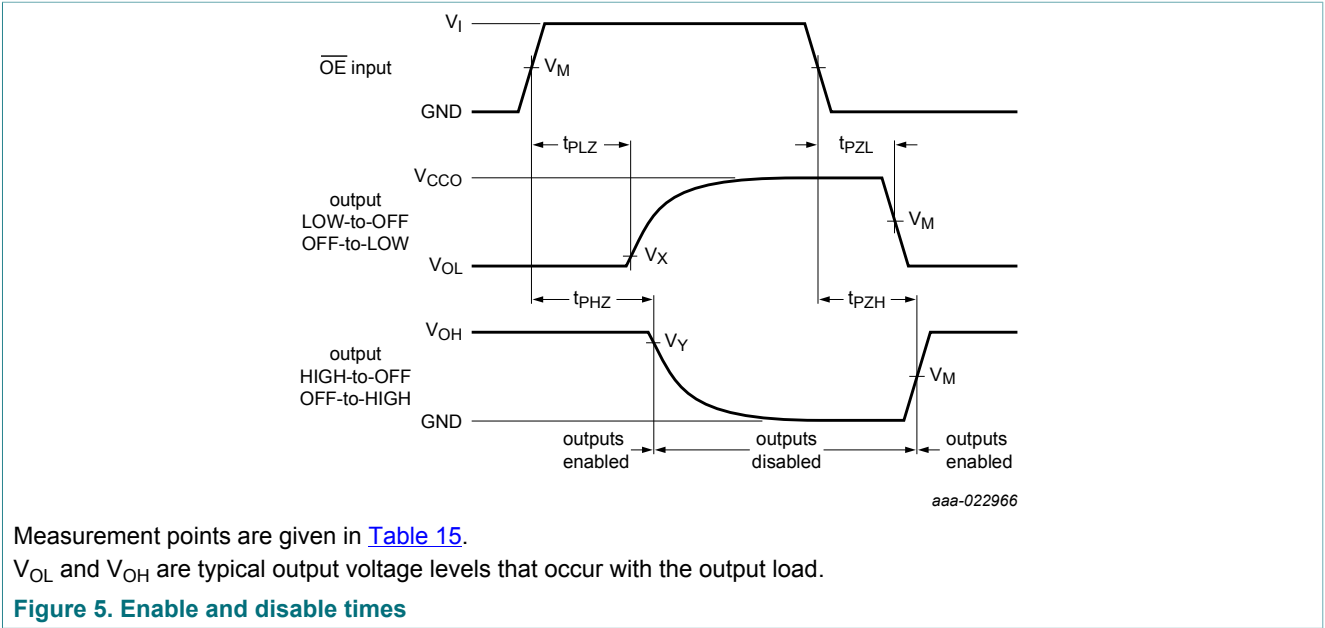 V_I
OE input
V_M
GND
t_PLZ
t_PZL
V_CCO
output
LOW-to-OFF
OFF-to-LOW
V_M
V_X
V_OL
t_PHZ
t_PZH
V_OH
V_Y
output
HIGH-to-OFF
OFF-to-HIGH
V_M
GND
outputs
enabled
outputs
disabled
outputs
enabled
aaa-022966
Measurement points are given in Table 15.
V_OL and V_OH are typical output voltage levels that occur with the output load.
Figure 5. Enable and disable times